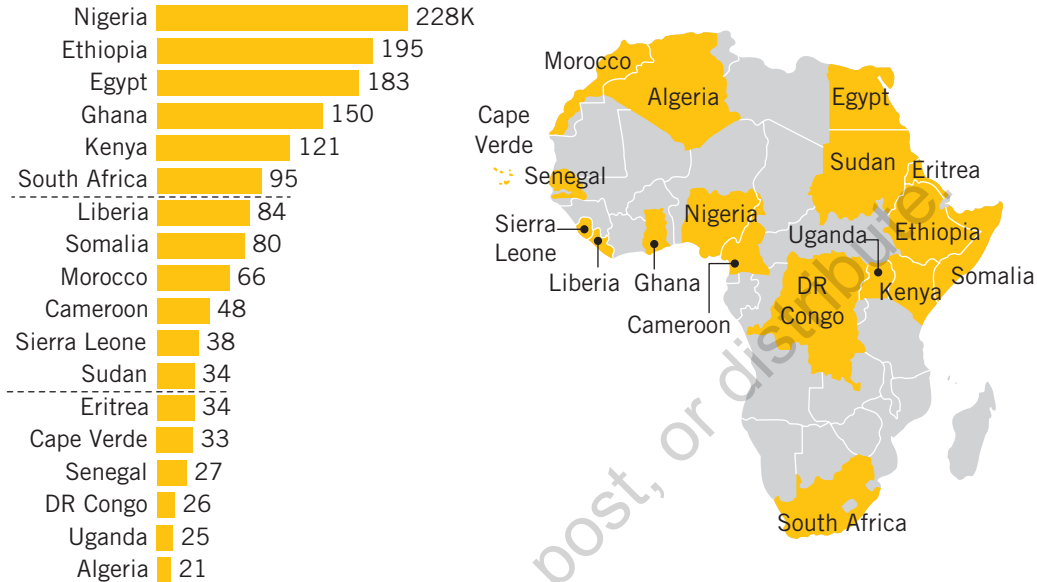 Nigeria 228K
Ethiopia 195
Egypt 183
Ghana 150
Kenya 121
South Africa 95
Liberia 84
Somalia 80
Morocco 66
Cameroon 48
Sierra Leone 38
Sudan 34
Eritrea 34
Cape Verde 33
Senegal 27
DR Congo 26
Uganda 25
Algeria 21
Morocco
Algeria
Egypt
Cape
Verde
Senegal
Sudan
Eritrea
Sierra
Leone
Nigeria
Uganda
Ethiopia
Liberia
Ghana
Cameroon
DR
Congo
Kenya
Somalia
South Africa
post, or distribute